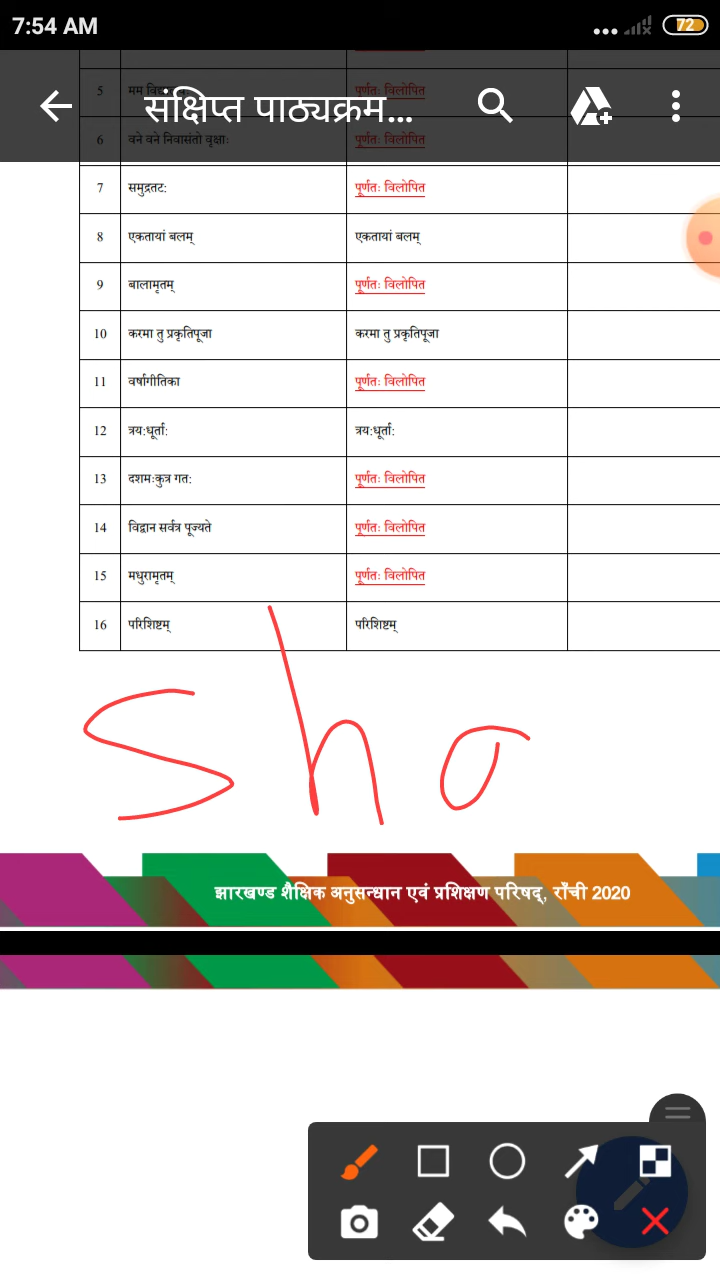 7:54 AM 72
संक्षिप्त पाठ्यक्रम...
5 मम विद्यालयः पूर्णतः विलोपित
6 वने वने निवासंतो वृक्षाः पूर्णतः विलोपित
7 समुद्रतट: पूर्णतः विलोपित
8 एकतायां बलम् एकतायां बलम्
9 बालामृतम् पूर्णतः विलोपित
10 करमा तु प्रकृतिपूजा करमा तु प्रकृतिपूजा
11 वर्षागीतिका पूर्णतः विलोपित
12 त्रय:धूर्ता: त्रय:धूर्ता:
13 दशमःकुत्र गत: पूर्णतः विलोपित
14 विद्वान सर्वत्र पूज्यते पूर्णतः विलोपित
15 मधुरामृतम् पूर्णतः विलोपित
16 परिशिष्टम् परिशिष्टम्
sha
झारखण्ड शैक्षिक अनुसन्धान एवं प्रशिक्षण परिषद्, राँची 2020